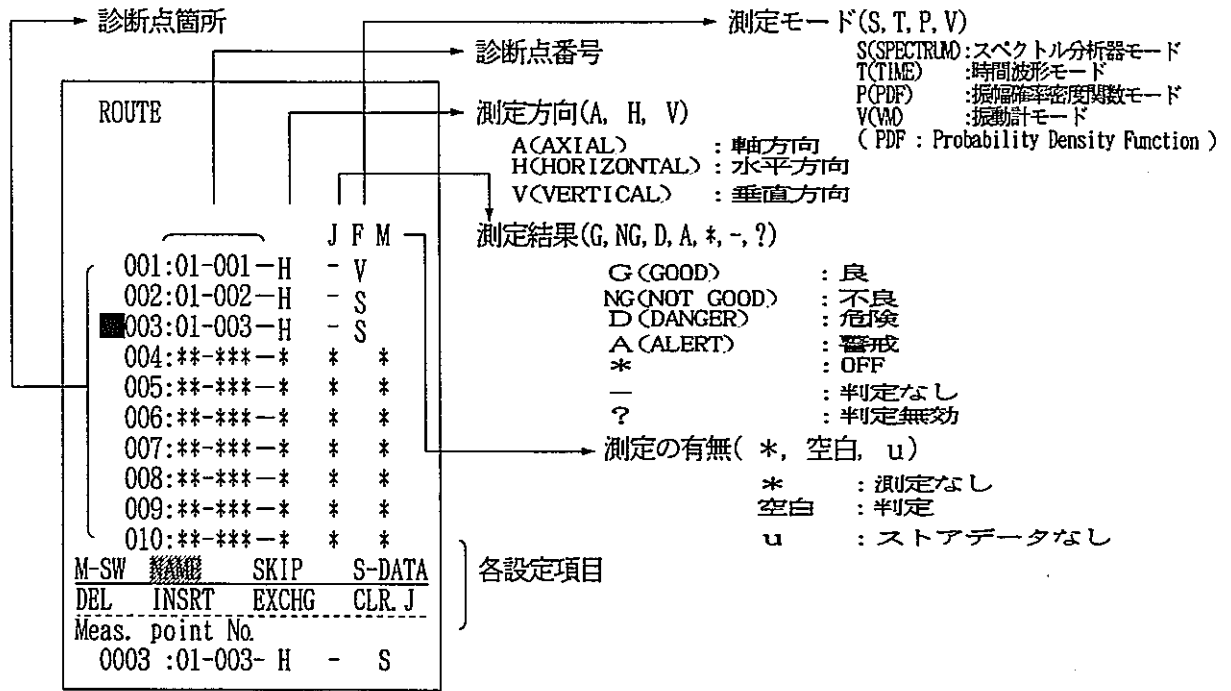 診断点箇所
測定モード(S, T, P, V)
S(SPECTRUM):スペクトル分析器モード
T(TIME) :時間波形モード
P(PDF) :振幅確率密度関数モード
V(VM) :振動計モード
( PDF : Probability Density Function )
診断点番号
測定方向(A, H, V)
A(AXIAL) : 軸方向
H(HORIZONTAL) : 水平方向
V(VERTICAL) : 垂直方向
測定結果(G, NG, D, A, *, -, ?)
G(GOOD) : 良
NG(NOT GOOD) : 不良
D(DANGER) : 危険
A(ALERT) : 警戒
* : OFF
— : 判定なし
? : 判定無効
測定の有無( *, 空白, u)
* : 測定なし
空白 : 判定
u : ストアデータなし
各設定項目
ROUTE
J F M
001:01-001-H - V
002:01-002-H - S
003:01-003-H - S
004:**-***-* * *
005:**-***-* * *
006:**-***-* * *
007:**-***-* * *
008:**-***-* * *
009:**-***-* * *
010:**-***-* * *
M-SW NAME SKIP S-DATA
DEL INSRT EXCHG CLR. J
Meas. point No.
0003 :01-003- H - S